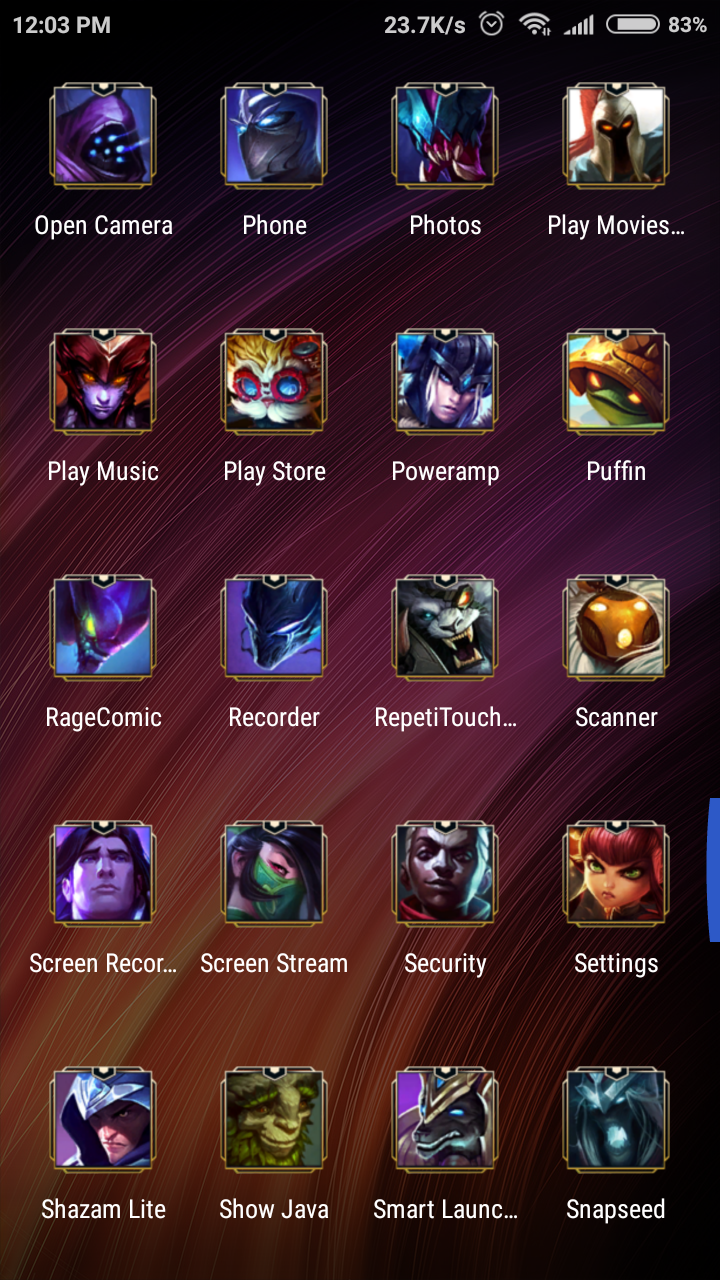 12:03 PM 23.7K/s 83%
Open Camera Phone Photos Play Movies…
Play Music Play Store Poweramp Puffin
RageComic Recorder RepetiTouch… Scanner
Screen Recor… Screen Stream Security Settings
Shazam Lite Show Java Smart Launc… Snapseed